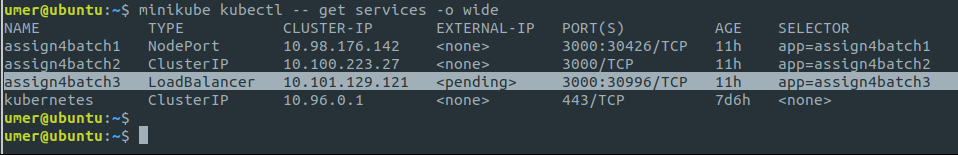 umer@ubuntu:~$ minikube kubectl -- get services -o wide
NAME TYPE CLUSTER-IP EXTERNAL-IP PORT(S) AGE SELECTOR
assign4batch1 NodePort 10.98.176.142 <none> 3000:30426/TCP 11h app=assign4batch1
assign4batch2 ClusterIP 10.100.223.27 <none> 3000/TCP 11h app=assign4batch2
assign4batch3 LoadBalancer 10.101.129.121 <pending> 3000:30996/TCP 11h app=assign4batch3
kubernetes ClusterIP 10.96.0.1 <none> 443/TCP 7d6h <none>
umer@ubuntu:~$
umer@ubuntu:~$